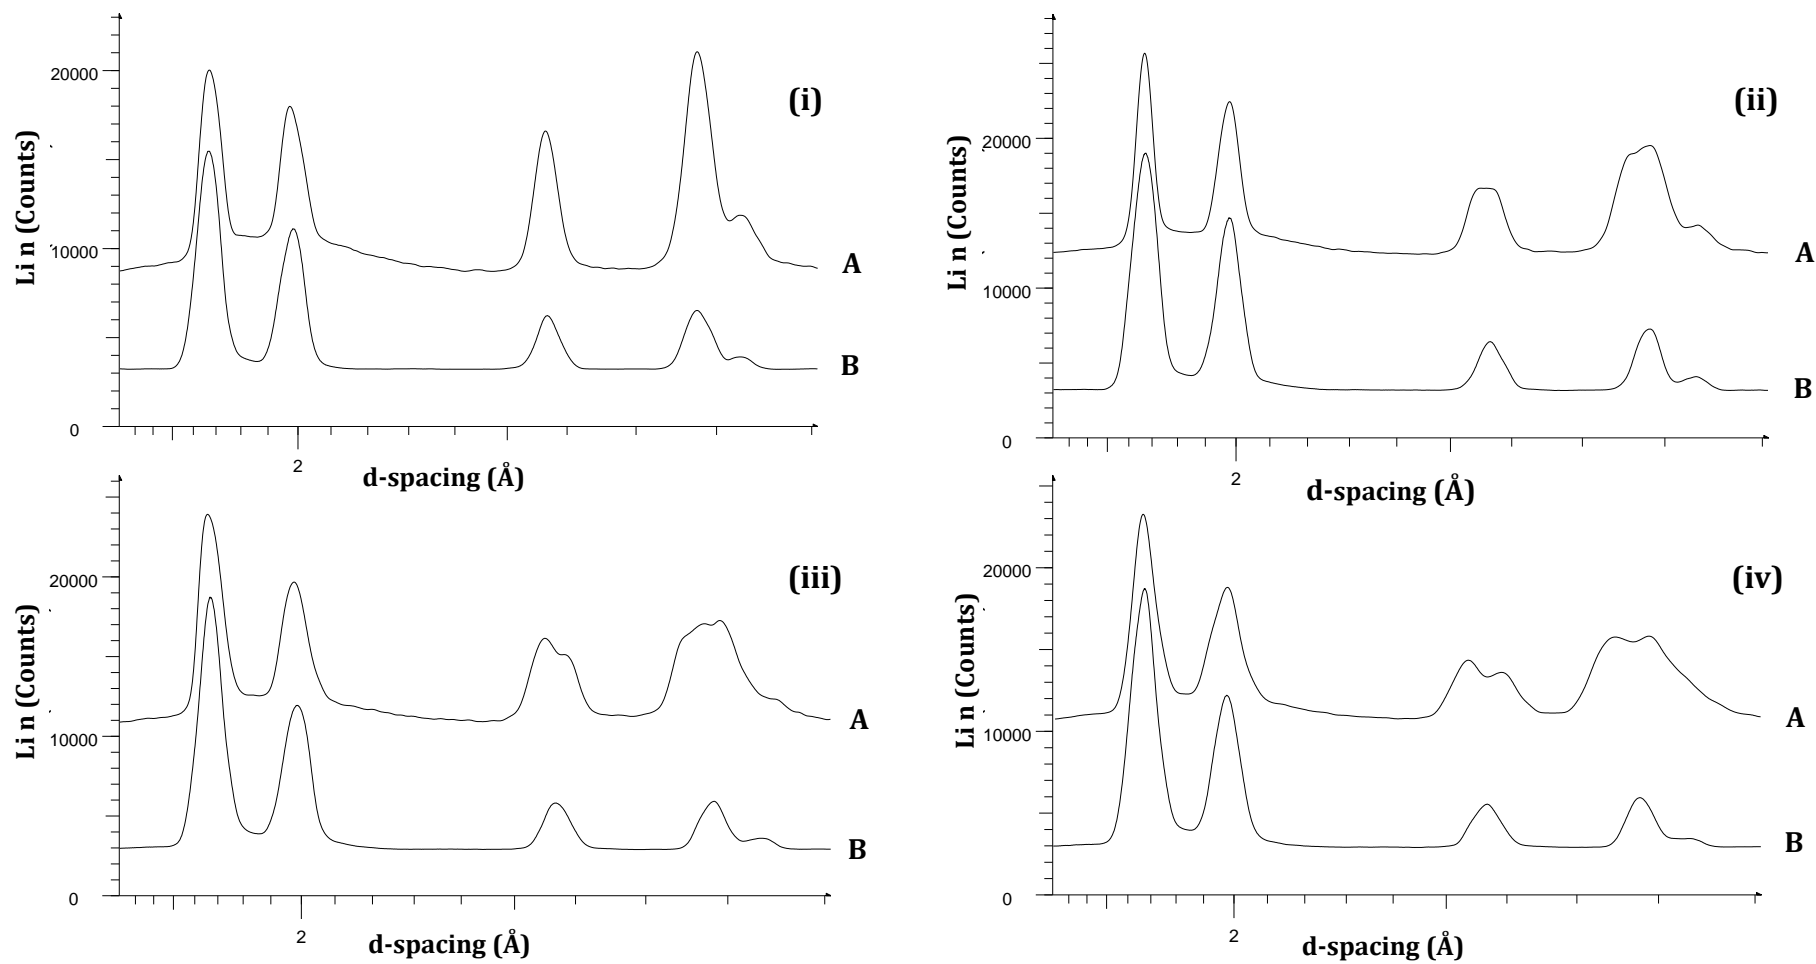 (i)
20000
10000
0
Li n (Counts)
A
B
2
d-spacing (Å)
(ii)
20000
10000
0
Li n (Counts)
A
B
2
d-spacing (Å)
(iii)
20000
10000
0
Li n (Counts)
A
B
2
d-spacing (Å)
(iv)
20000
10000
0
Li n (Counts)
A
B
2
d-spacing (Å)